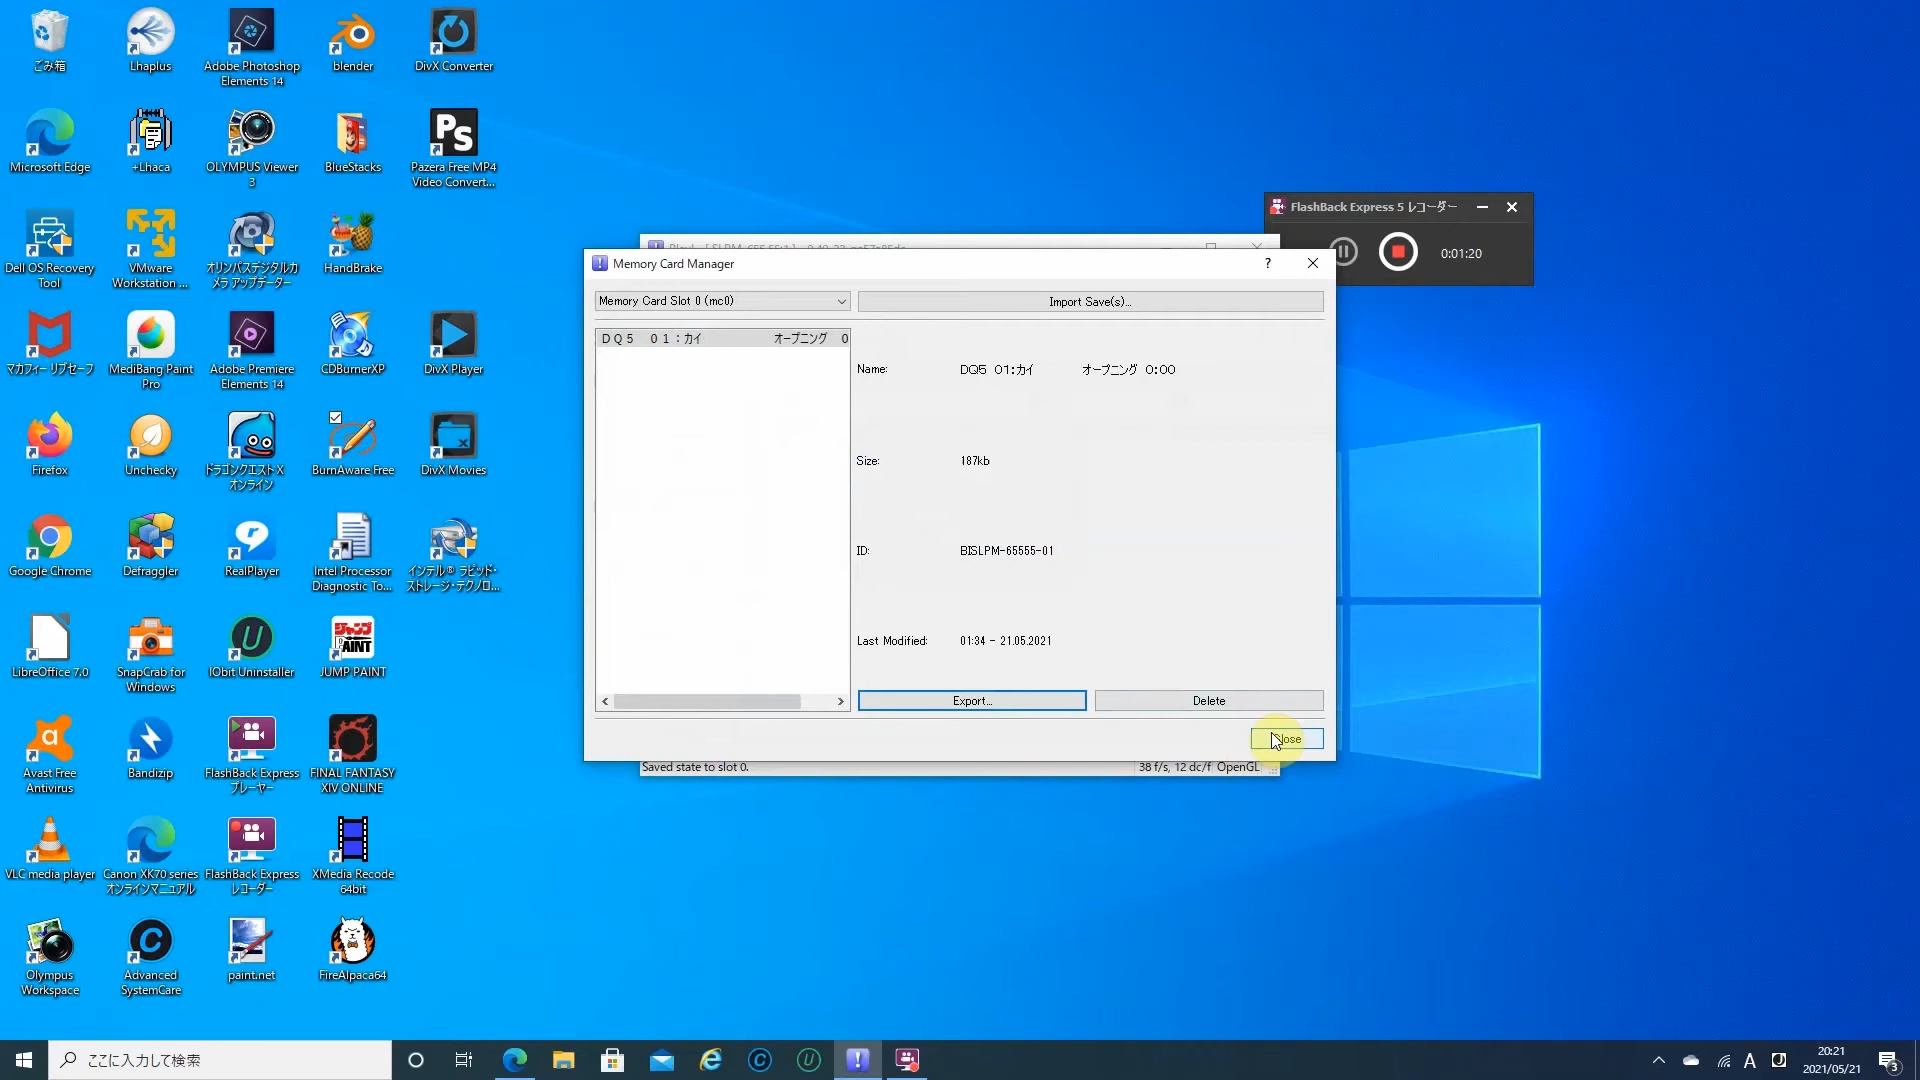 ごみ箱
Lhaplus
Adobe Photoshop
Elements 14
blender
DivX Converter
Microsoft Edge
+Lhaca
OLYMPUS Viewer
3
BlueStacks
Ps
Pazera Free MP4
Video Convert...
Dell OS Recovery
Tool
VMware
Workstation ...
オリンパスデジタルカ
メラ アップデーター
HandBrake
マカフィー リブセーフ
MediBang Paint
Pro
Adobe Premiere
Elements 14
CDBurnerXP
DivX Player
Firefox
Unchecky
ドラゴンクエストX
オンライン
BurnAware Free
DivX Movies
Google Chrome
Defraggler
RealPlayer
Intel Processor
Diagnostic To...
インテル® ラピッド・
ストレージ・テクノロ...
LibreOffice 7.0
SnapCrab for
Windows
IObit Uninstaller
ジャンプ
PAINT
JUMP PAINT
Avast Free
Antivirus
Bandizip
FlashBack Express
プレーヤー
FINAL FANTASY
XIV ONLINE
VLC media player
Canon XK70 series
オンラインマニュアル
FlashBack Express
レコーダー
XMedia Recode
64bit
Olympus
Workspace
Advanced
SystemCare
paint.net
FireAlpaca64
FlashBack Express 5 レコーダー
0:01:20
Memory Card Manager
?
Memory Card Slot 0 (mc0)
Import Save(s)...
DQ5 01：カイ オープニング 0
Name: DQ5 01:カイ オープニング 0:00
Size: 187kb
ID: BISLPM-65555-01
Last Modified: 01:34 - 21.05.2021
Export...
Delete
Close
Saved state to slot 0.
38 f/s, 12 dc/f OpenGL
ここに入力して検索
A
20:21
2021/05/21
3